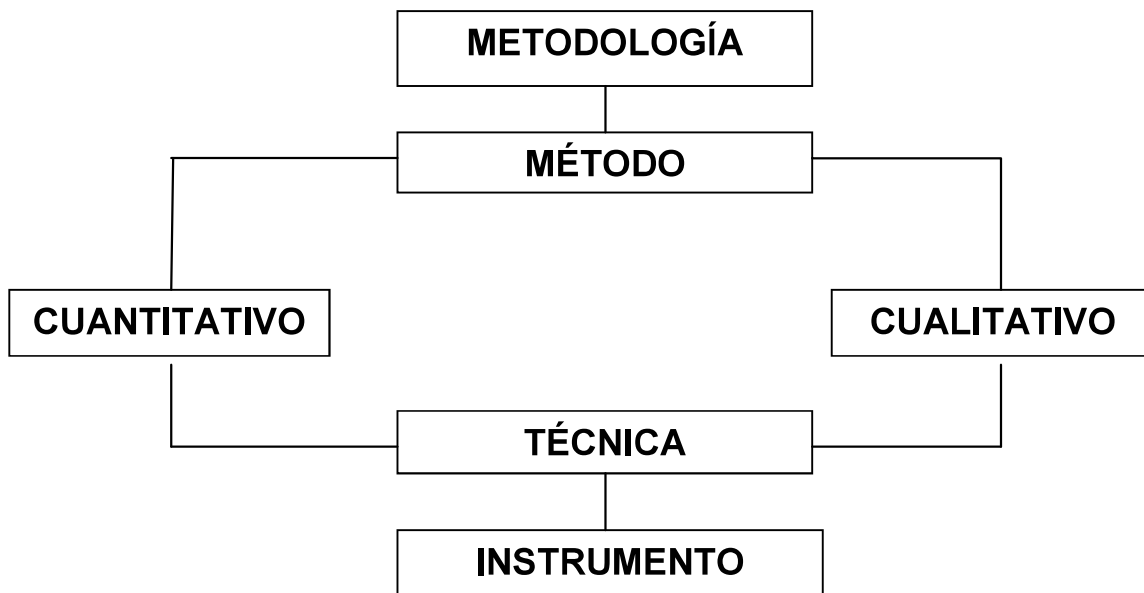 METODOLOGÍA
MÉTODO
CUANTITATIVO
CUALITATIVO
TÉCNICA
INSTRUMENTO